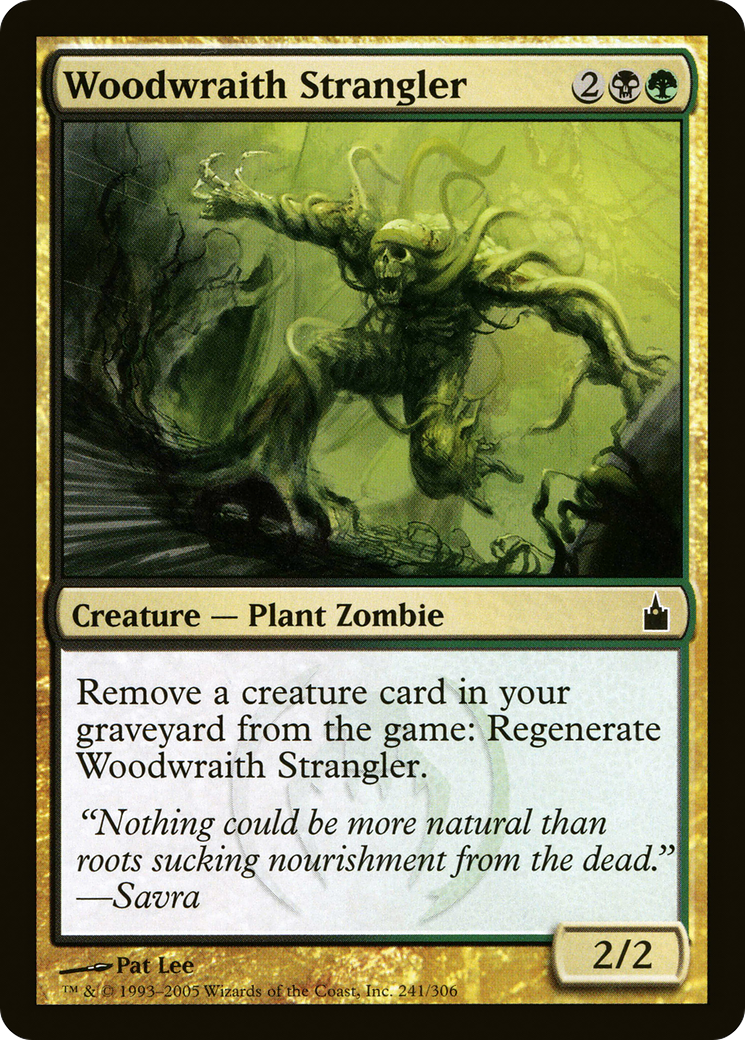 Woodwraith Strangler 2
Creature — Plant Zombie
Remove a creature card in your
graveyard from the game: Regenerate
Woodwraith Strangler.
“Nothing could be more natural than
roots sucking nourishment from the dead.”
—Savra
2/2
Pat Lee
™ & © 1993–2005 Wizards of the Coast, Inc. 241/306